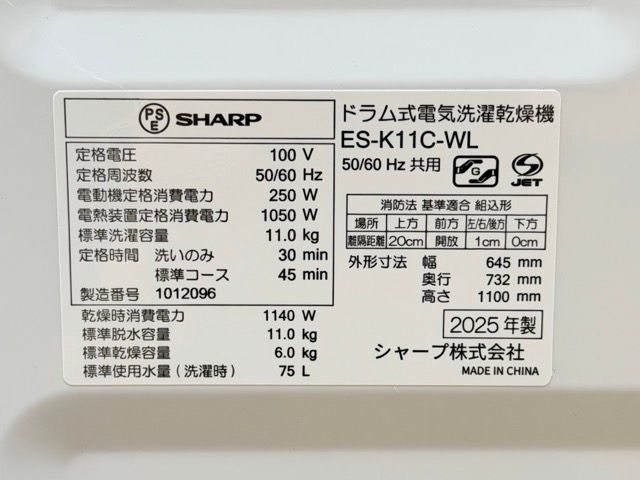 PSE SHARP
定格電圧 100 V
定格周波数 50/60 Hz
電動機定格消費電力 250 W
電熱装置定格消費電力 1050 W
標準洗濯容量 11.0 kg
定格時間 洗いのみ 30 min
標準コース 45 min
製造番号 1012096
乾燥時消費電力 1140 W
標準脱水容量 11.0 kg
標準乾燥容量 6.0 kg
標準使用水量(洗濯時) 75 L
ドラム式電気洗濯乾燥機
ES-K11C-WL
50/60 Hz 共用 G S JET
消防法 基準適合 組込形
場所 上方 前方 左/右/後方 下方
離隔距離 20cm 開放 1cm 0cm
外形寸法 幅 645 mm
奥行 732 mm
高さ 1100 mm
2025 年製
シャープ株式会社
MADE IN CHINA